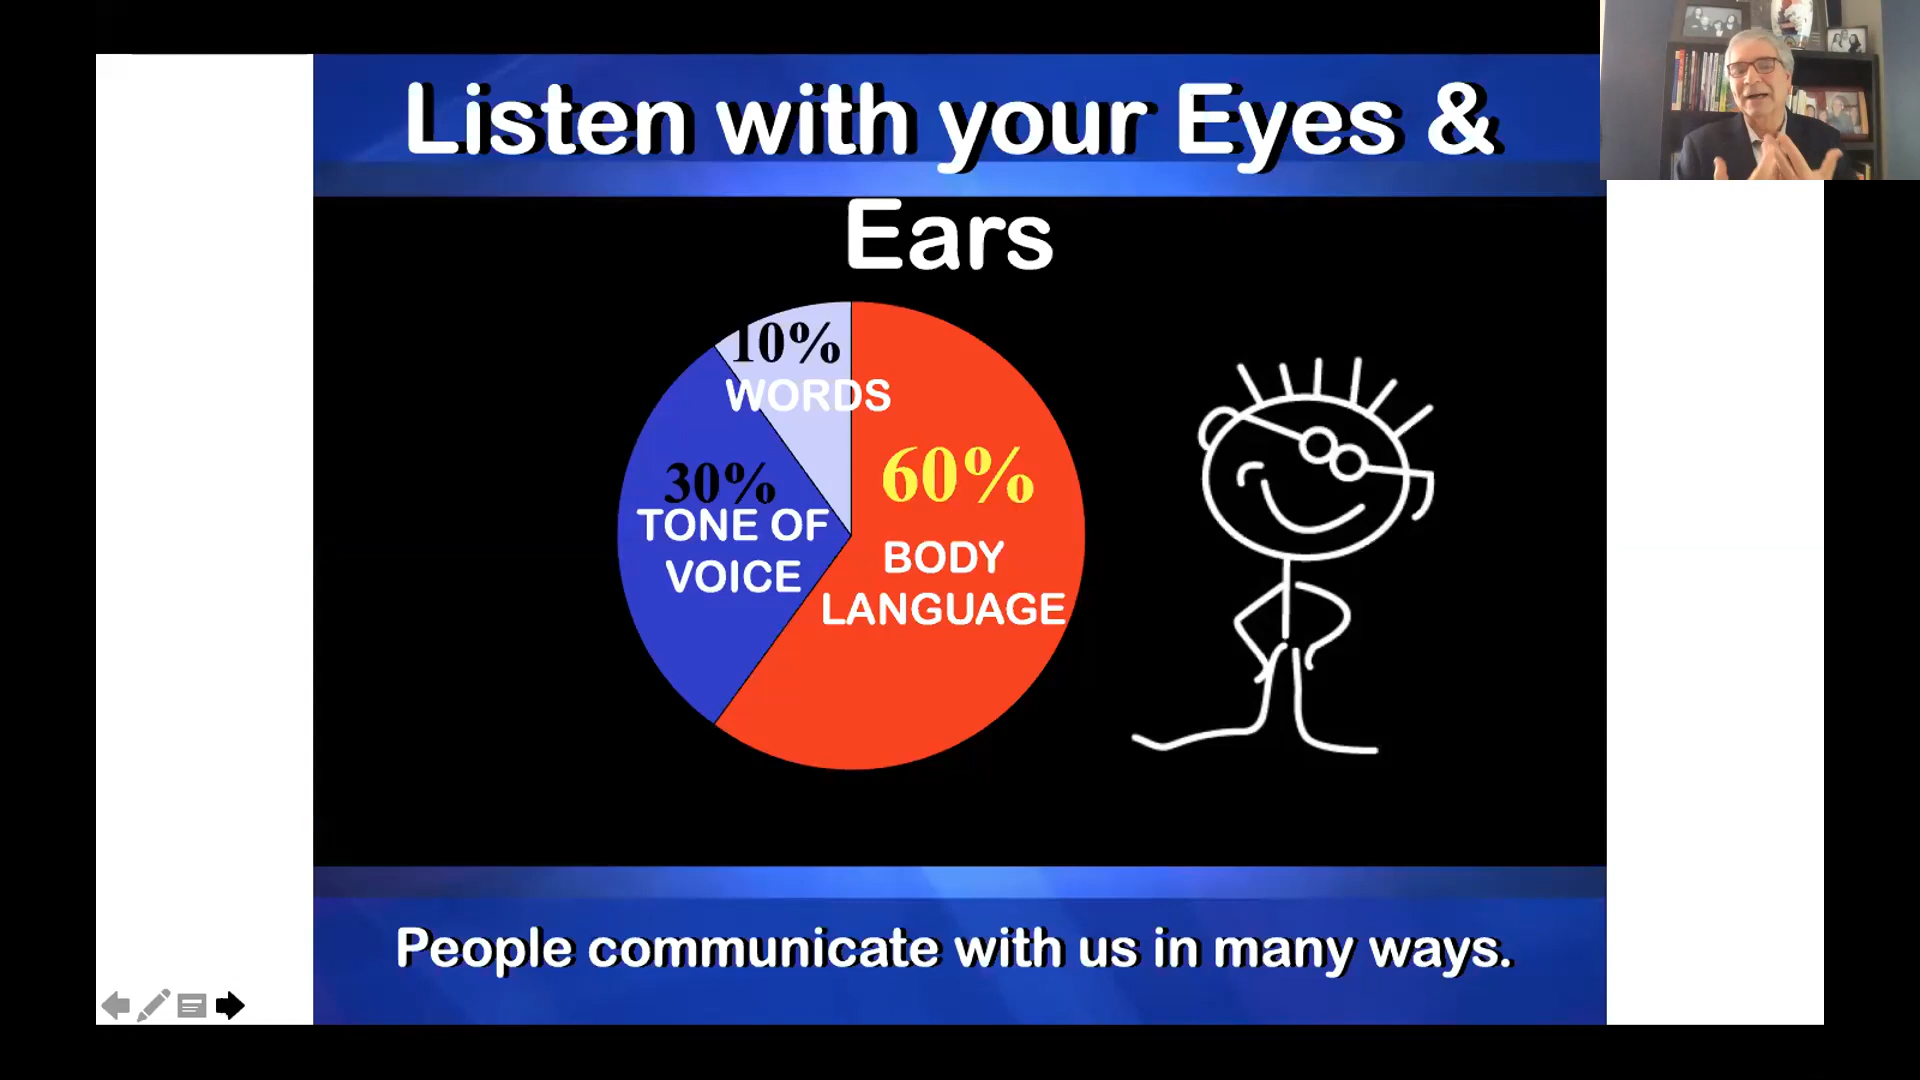 Listen with your Eyes &
Ears
10%
WORDS
30%
TONE OF
VOICE
60%
BODY
LANGUAGE
People communicate with us in many ways.